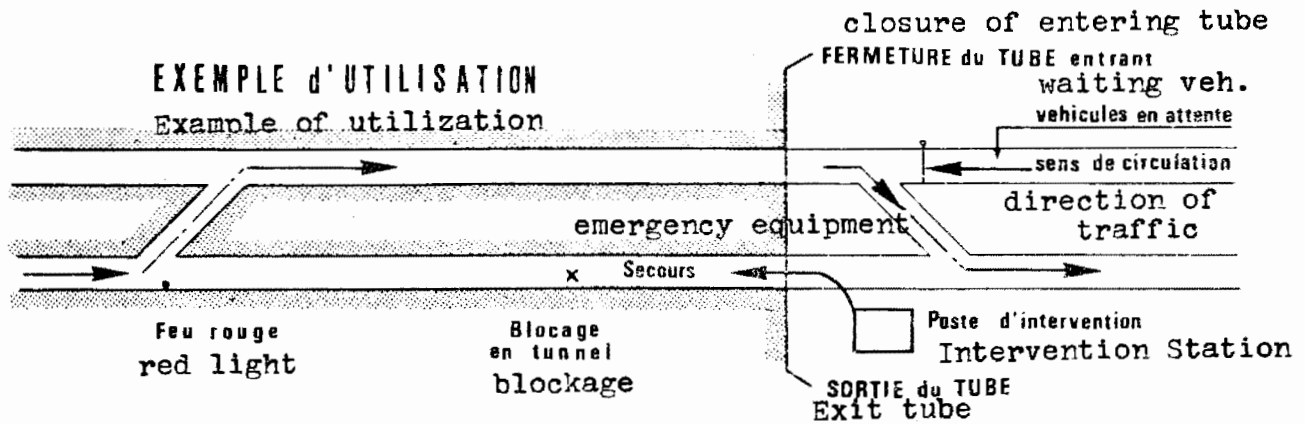 closure of entering tube
FERMETURE du TUBE entrant
EXEMPLE d'UTILISATION
Example of utilization
waiting veh.
vehicules en attente
sens de circulation
direction of
traffic
emergency equipment
Secours
x
Feu rouge
red light
Blocage
en tunnel
blockage
Poste d'intervention
Intervention Station
SORTIE du TUBE
Exit tube